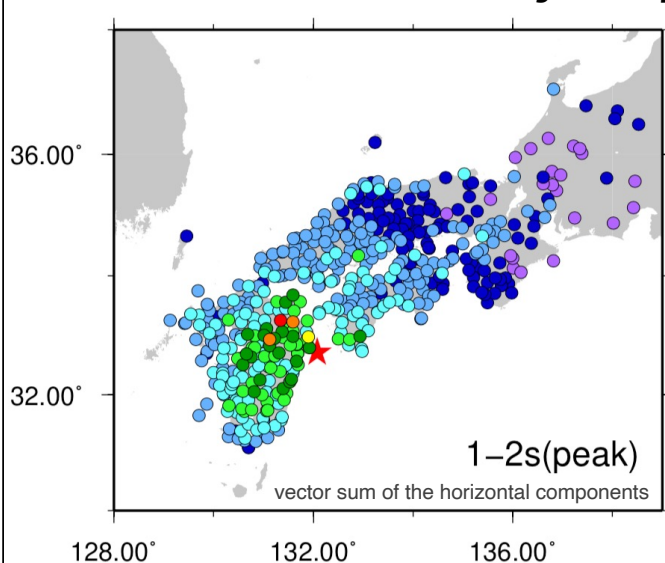 36.00°
32.00°
1−2s(peak)
vector sum of the horizontal components
128.00° 132.00° 136.00°